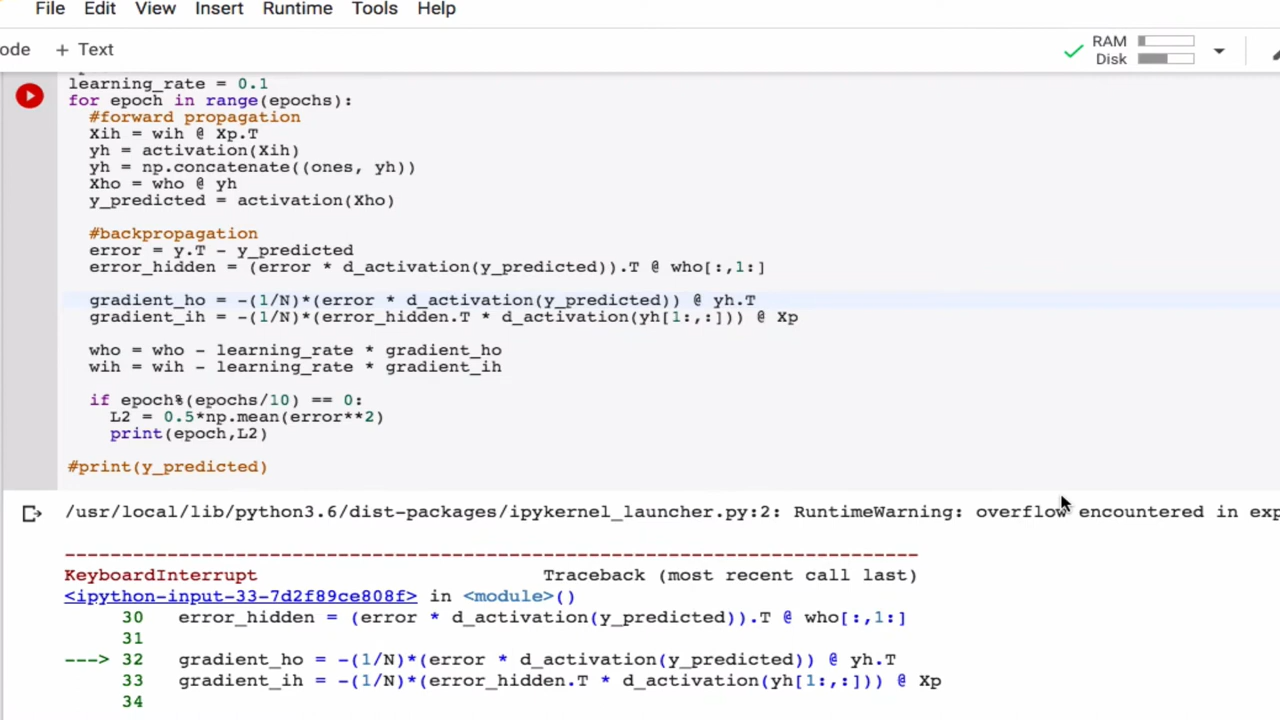 File Edit View Insert Runtime Tools Help
ode + Text RAM
Disk
learning_rate = 0.1
for epoch in range(epochs):
#forward propagation
Xih = wih @ Xp.T
yh = activation(Xih)
yh = np.concatenate((ones, yh))
Xho = who @ yh
y_predicted = activation(Xho)
#backpropagation
error = y.T - y_predicted
error_hidden = (error * d_activation(y_predicted)).T @ who[:,1:]
gradient_ho = -(1/N)*(error * d_activation(y_predicted)) @ yh.T
gradient_ih = -(1/N)*(error_hidden.T * d_activation(yh[1:,:])) @ Xp
who = who - learning_rate * gradient_ho
wih = wih - learning_rate * gradient_ih
if epoch%(epochs/10) == 0:
L2 = 0.5*np.mean(error**2)
print(epoch,L2)
#print(y_predicted)
/usr/local/lib/python3.6/dist-packages/ipykernel_launcher.py:2: RuntimeWarning: overflow encountered in exp
---------------------------------------------------------------------------
KeyboardInterrupt Traceback (most recent call last)
<ipython-input-33-7d2f89ce808f> in <module>()
30 error_hidden = (error * d_activation(y_predicted)).T @ who[:,1:]
31
---> 32 gradient_ho = -(1/N)*(error * d_activation(y_predicted)) @ yh.T
33 gradient_ih = -(1/N)*(error_hidden.T * d_activation(yh[1:,:])) @ Xp
34